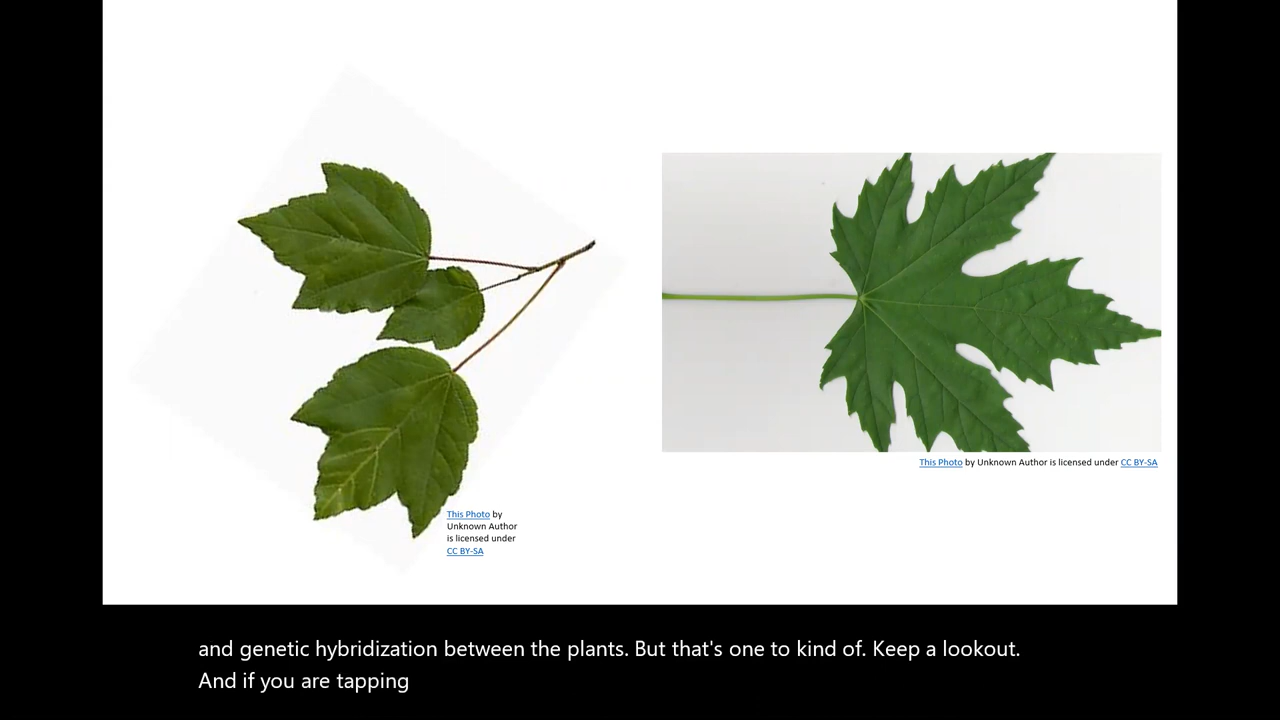 This Photo by
Unknown Author
is licensed under
CC BY-SA
This Photo by Unknown Author is licensed under CC BY-SA
and genetic hybridization between the plants. But that's one to kind of. Keep a lookout.
And if you are tapping